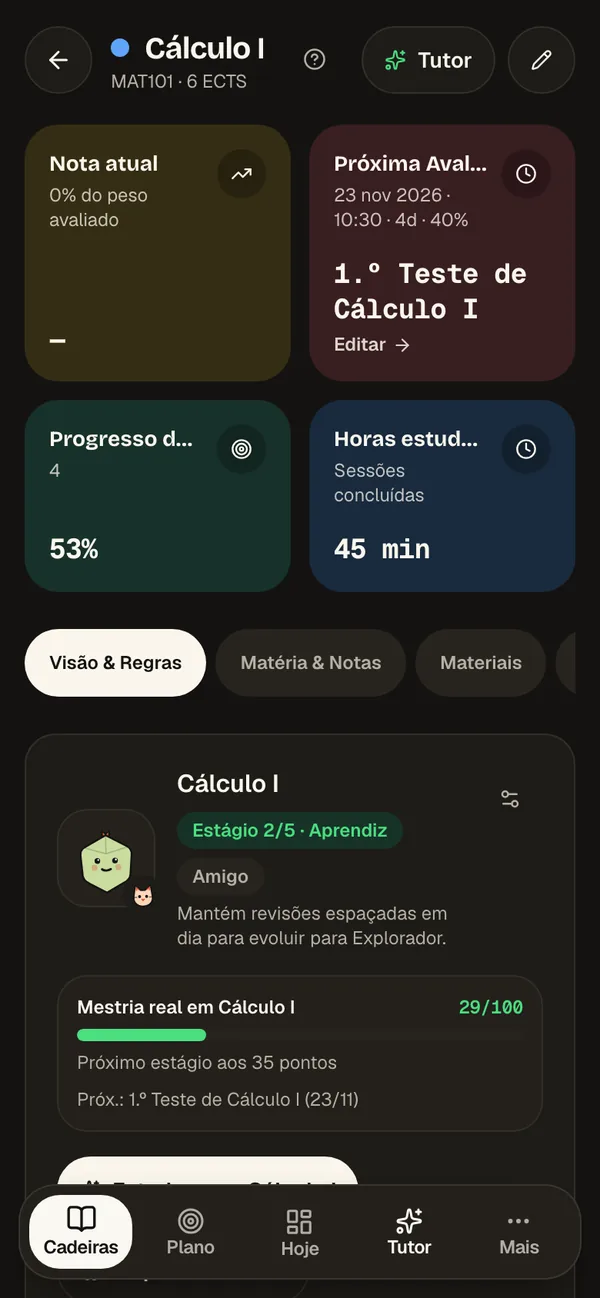 Cálculo I
MAT101 · 6 ECTS
Tutor
Nota atual
0% do peso
avaliado
–
Próxima Aval...
23 nov 2026 ·
10:30 · 4d · 40%
1.º Teste de
Cálculo I
Editar →
Progresso d...
4
53%
Horas estud...
Sessões
concluídas
45 min
Visão & Regras
Matéria & Notas
Materiais
Cálculo I
Estágio 2/5 · Aprendiz
Amigo
Mantém revisões espaçadas em
dia para evoluir para Explorador.
Mestria real em Cálculo I
29/100
Próximo estágio aos 35 pontos
Próx.: 1.º Teste de Cálculo I (23/11)
Cadeiras
Plano
Hoje
Tutor
Mais